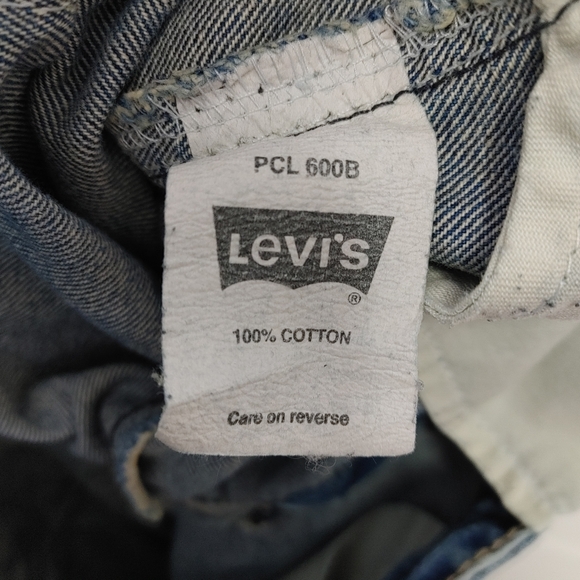 PCL 600B
Levi's
®
100% COTTON
Care on reverse